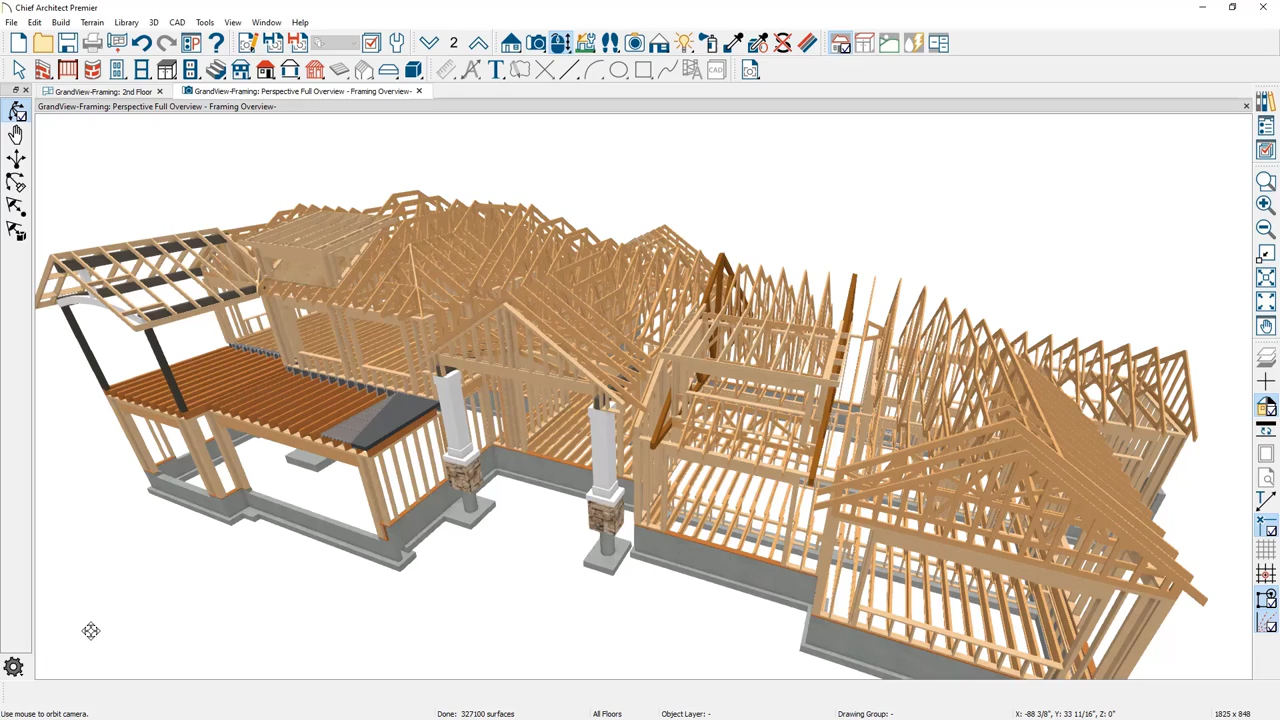 Chief Architect Premier
File Edit Build Terrain Library 3D CAD Tools View Window Help
2
CAD
GrandView-Framing: 2nd Floor
GrandView-Framing: Perspective Full Overview - Framing Overview-
GrandView-Framing: Perspective Full Overview - Framing Overview-
Use mouse to orbit camera.
Done: 327100 surfaces
All Floors
Object Layer: -
Drawing Group: -
X: -88 3/8", Y: 33 11/16", Z: 0"
1825 x 848